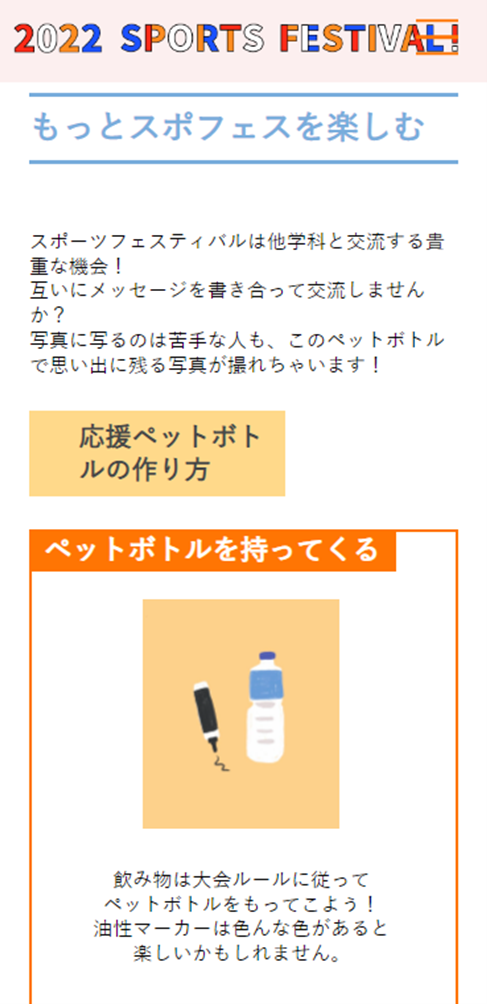 2022 SPORTS FESTIVAL!
もっとスポフェスを楽しむ
スポーツフェスティバルは他学科と交流する貴
重な機会！
互いにメッセージを書き合って交流しません
か？
写真に写るのは苦手な人も、このペットボトル
で思い出に残る写真が撮れちゃいます！
応援ペットボト
ルの作り方
ペットボトルを持ってくる
飲み物は大会ルールに従って
ペットボトルをもってこよう！
油性マーカーは色んな色があると
楽しいかもしれません。